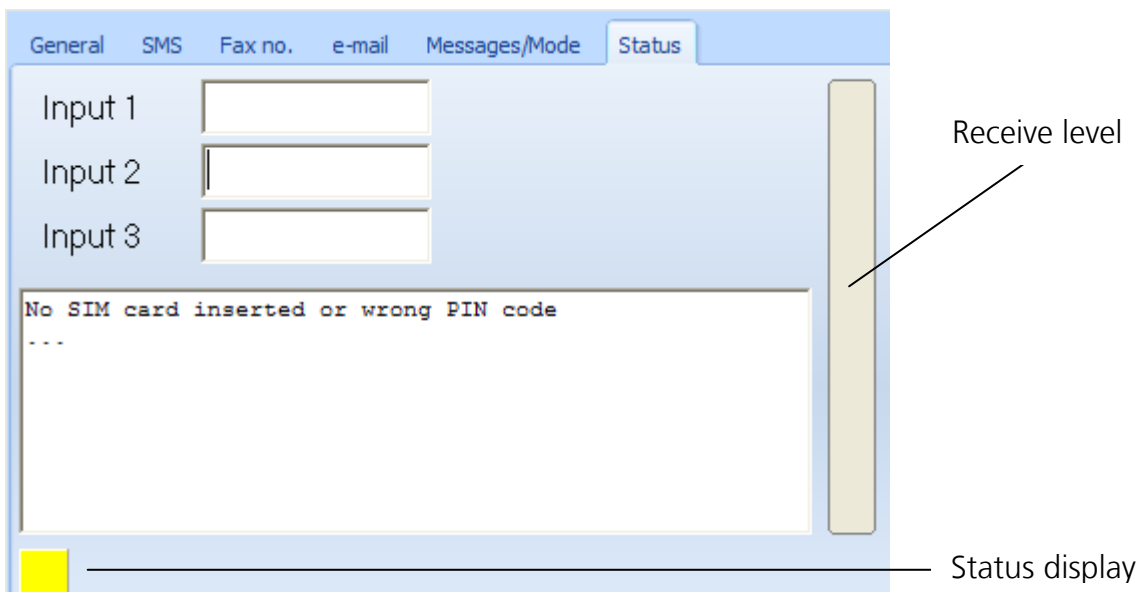 General SMS Fax no. e-mail Messages/Mode Status
Input 1
Receive level
Input 2
Input 3
No SIM card inserted or wrong PIN code
---
Status display